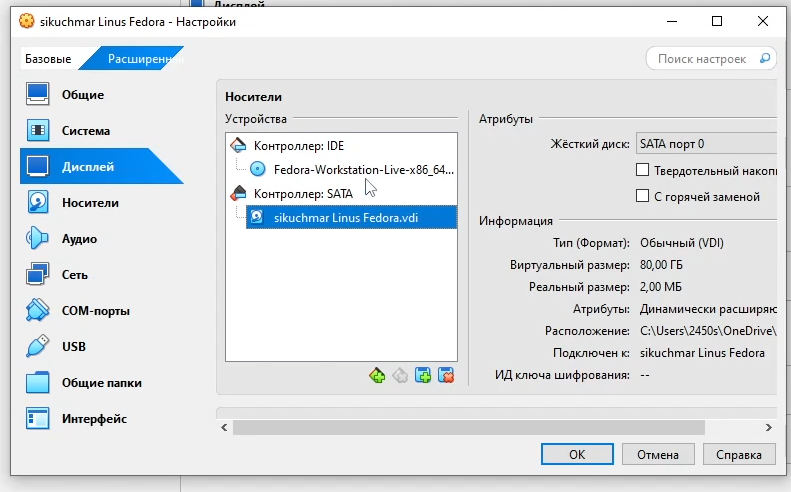 Дисплей
sikuchmar Linus Fedora - Настройки
Базовые
Расширенн
Поиск настроек
Общие
Система
Дисплей
Носители
Аудио
Сеть
COM-порты
USB
Общие папки
Интерфейс
Носители
Устройства
Контроллер: IDE
Fedora-Workstation-Live-x86_64...
Контроллер: SATA
sikuchmar Linus Fedora.vdi
Атрибуты
Жёсткий диск: SATA порт 0
Твердотельный накопи
С горячей заменой
Информация
Тип (Формат): Обычный (VDI)
Виртуальный размер: 80,00 ГБ
Реальный размер: 2,00 МБ
Атрибуты: Динамически расширяю
Расположение: C:\Users\2450s\OneDrive\
Подключен к: sikuchmar Linus Fedora
ИД ключа шифрования: --
OK
Отмена
Справка